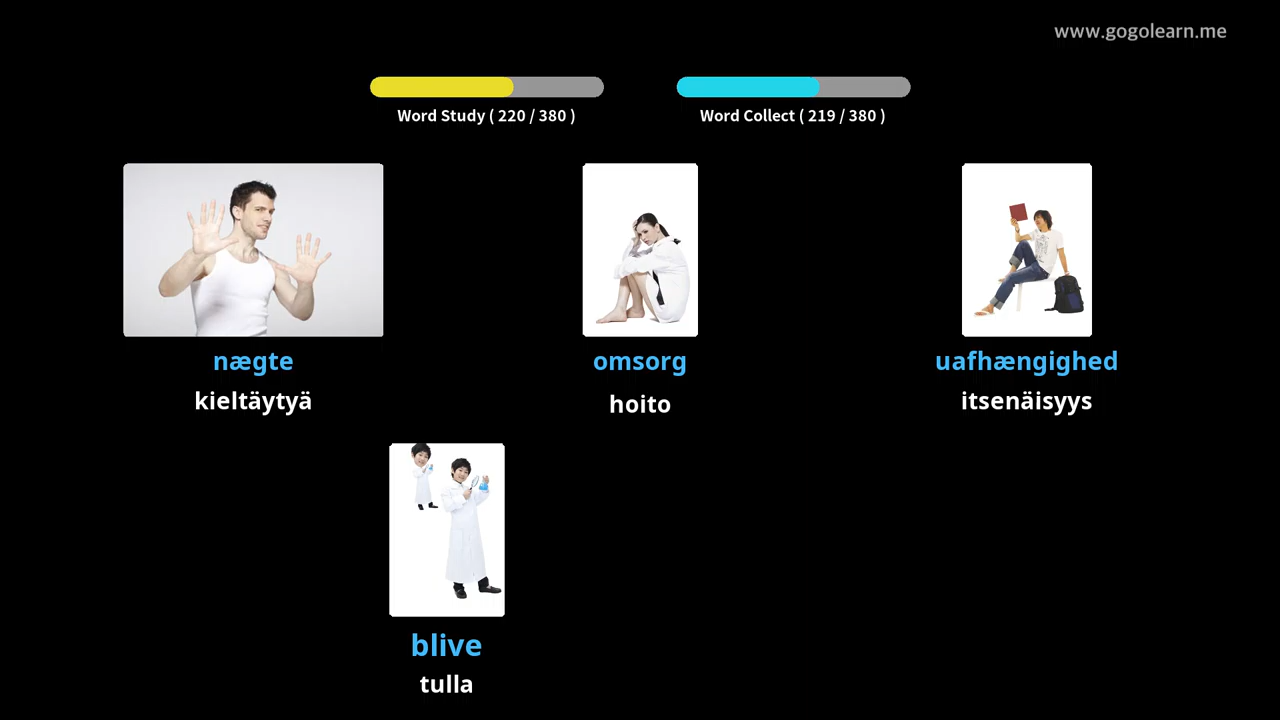 www.gogolearn.me
Word Study ( 220 / 380 )
Word Collect ( 219 / 380 )
nægte
kieltäytyä
omsorg
hoito
uafhængighed
itsenäisyys
blive
tulla